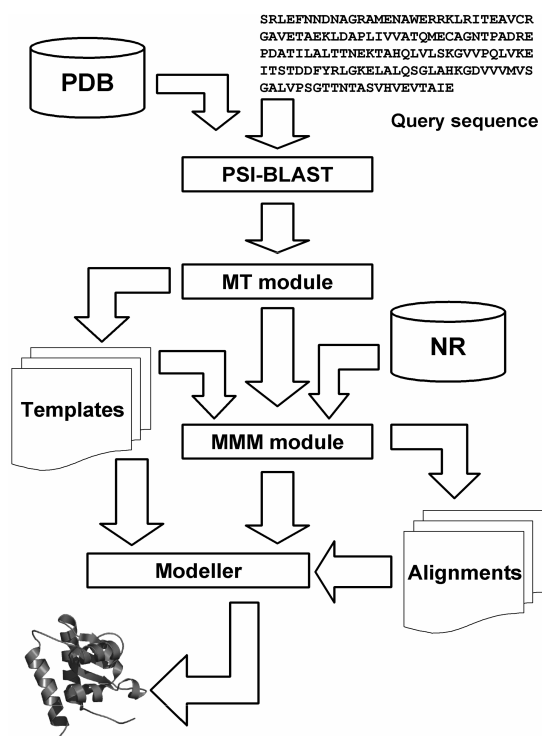 SRLEFNNDNAGRAMENAWERRKLRITEAVCR
GAVETAEKLDAPLIVVATQMECAGNTPADRE
PDATILALTTNEKTAHQLVLSKGVVPQLVKE
ITSTDDFYRLGKELALQSGLAHKGDVVVMVS
GALVPSGTTNTASVHVEVTAIE
PDB
Query sequence
PSI-BLAST
MT module
NR
Templates
MMM module
Modeller
Alignments